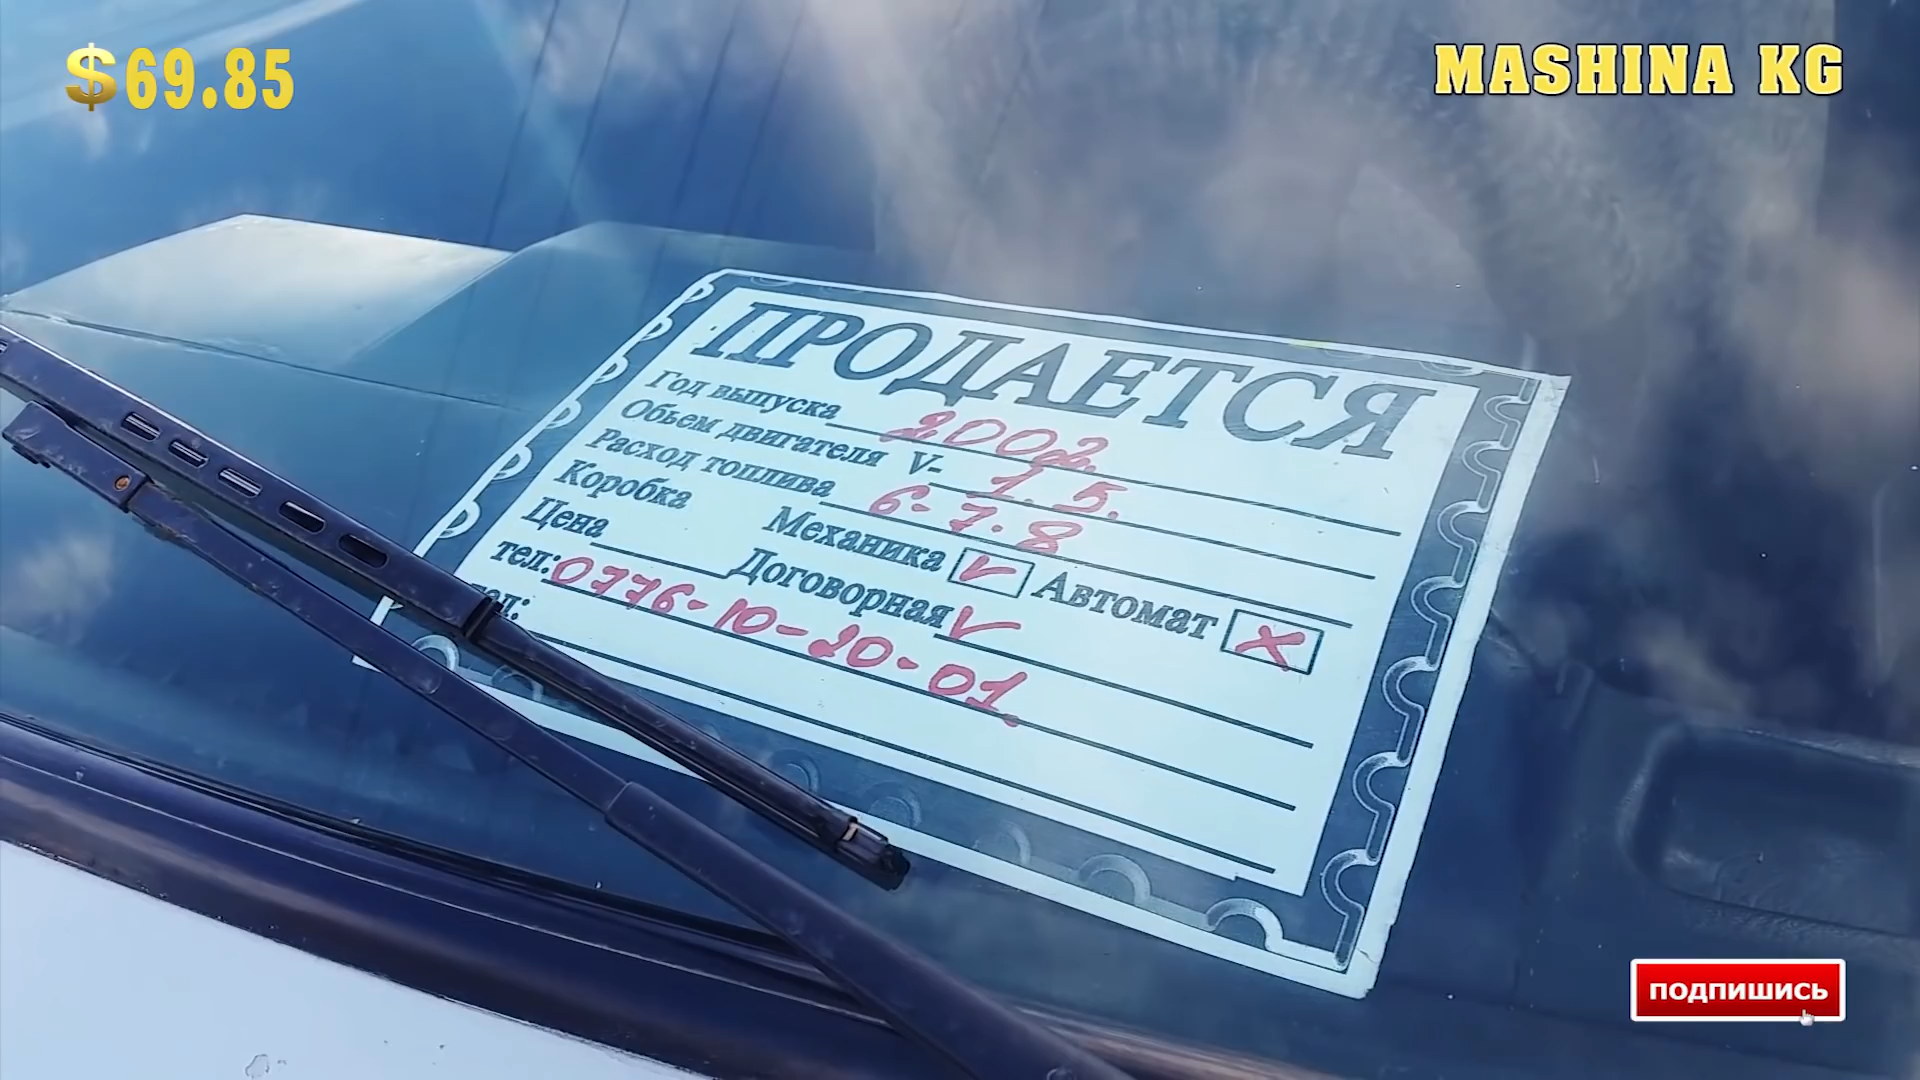 $69.85
MASHINA KG
ПРОДАЕТСЯ
Год выпуска 2002.
Обьем двигателя V- 1.5.
Расход топлива 6-7.8
Коробка Механика ✓ Автомат X
Цена Договорная ✓
тел: 0776-10-20-01.
тел:
ПОДПИШИСЬ